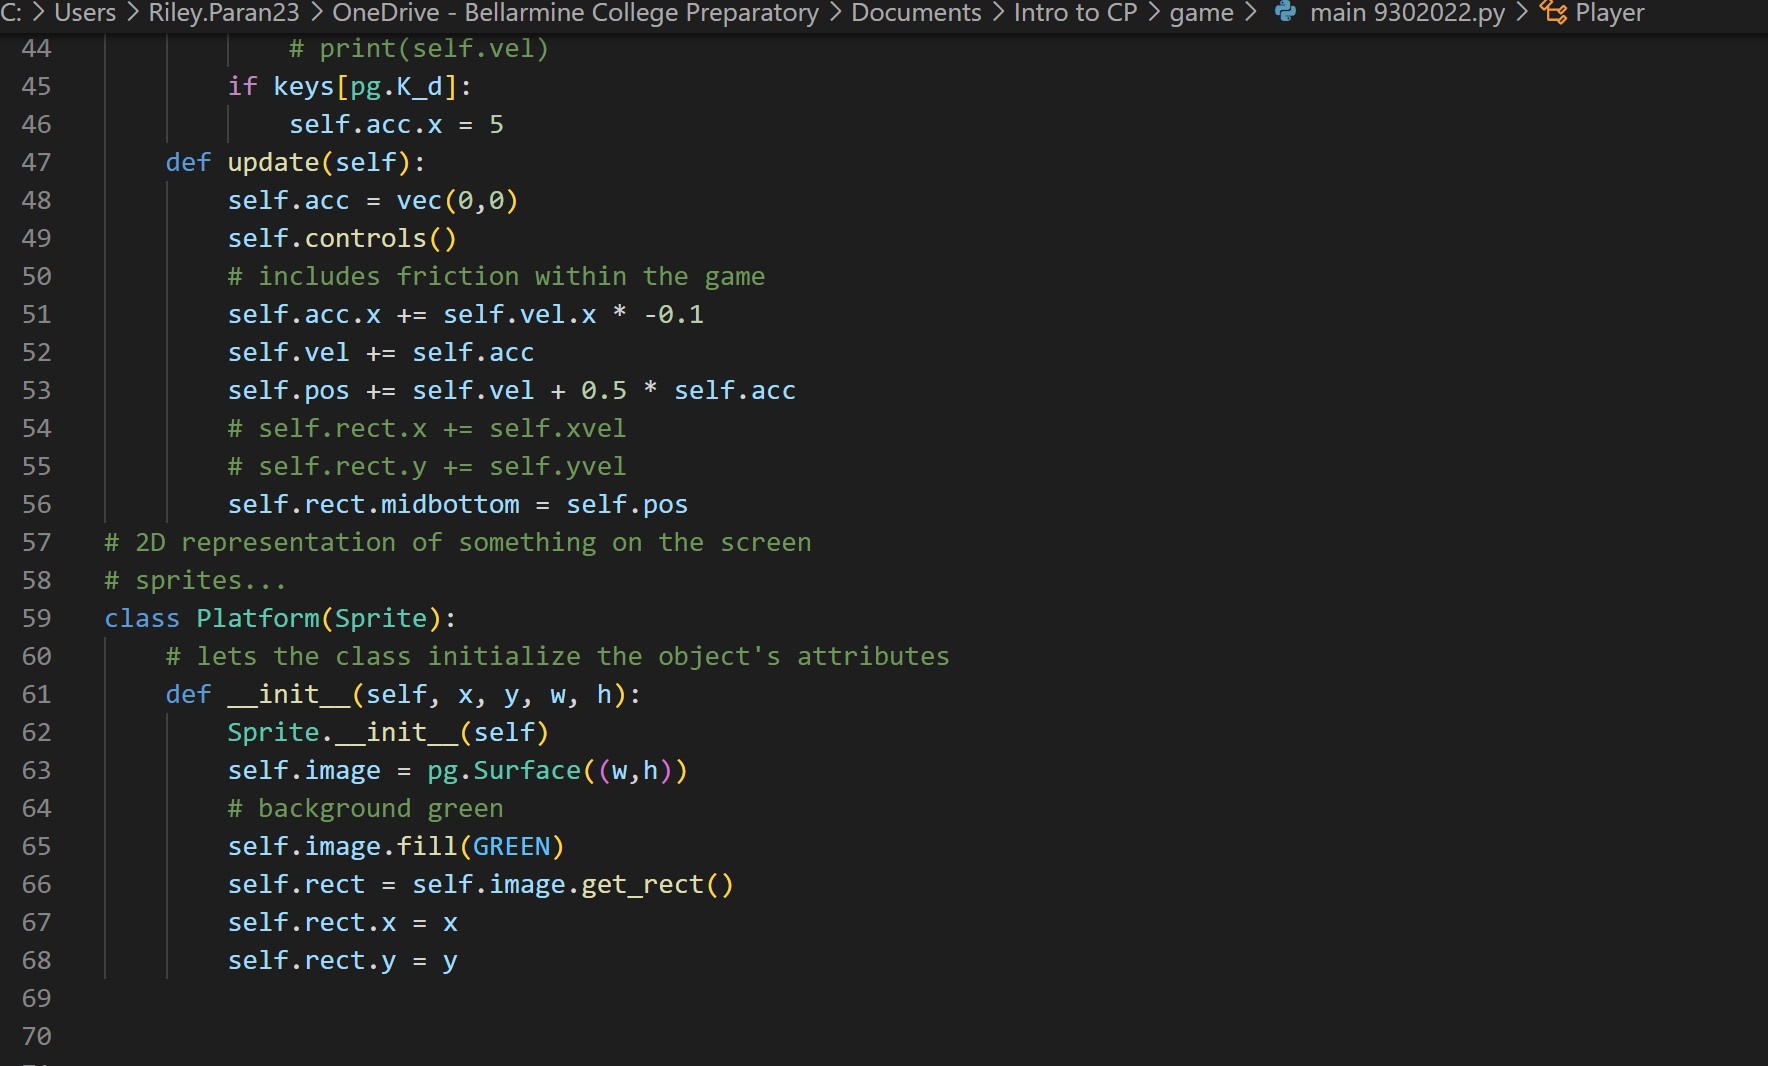 C: > Users > Riley.Paran23 > OneDrive - Bellarmine College Preparatory > Documents > Intro to CP > game > main 9302022.py > Player
44 # print(self.vel)
45 if keys[pg.K_d]:
46 self.acc.x = 5
47 def update(self):
48 self.acc = vec(0,0)
49 self.controls()
50 # includes friction within the game
51 self.acc.x += self.vel.x * -0.1
52 self.vel += self.acc
53 self.pos += self.vel + 0.5 * self.acc
54 # self.rect.x += self.xvel
55 # self.rect.y += self.yvel
56 self.rect.midbottom = self.pos
57 # 2D representation of something on the screen
58 # sprites...
59 class Platform(Sprite):
60 # lets the class initialize the object's attributes
61 def __init__(self, x, y, w, h):
62 Sprite.__init__(self)
63 self.image = pg.Surface((w,h))
64 # background green
65 self.image.fill(GREEN)
66 self.rect = self.image.get_rect()
67 self.rect.x = x
68 self.rect.y = y
69
70